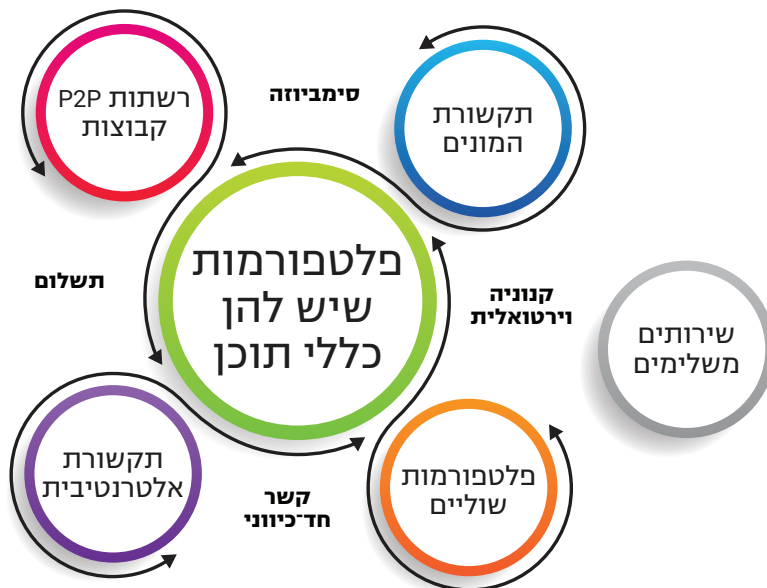 תקשורת
המונים
סימביוזה
רשתות P2P
קבוצות
פלטפורמות
שיש להן
כללי תוכן
קנוניה
וירטואלית
תשלום
שירותים
משלימים
פלטפורמות
שוליים
קשר
חד־כיווני
תקשורת
אלטרנטיבית